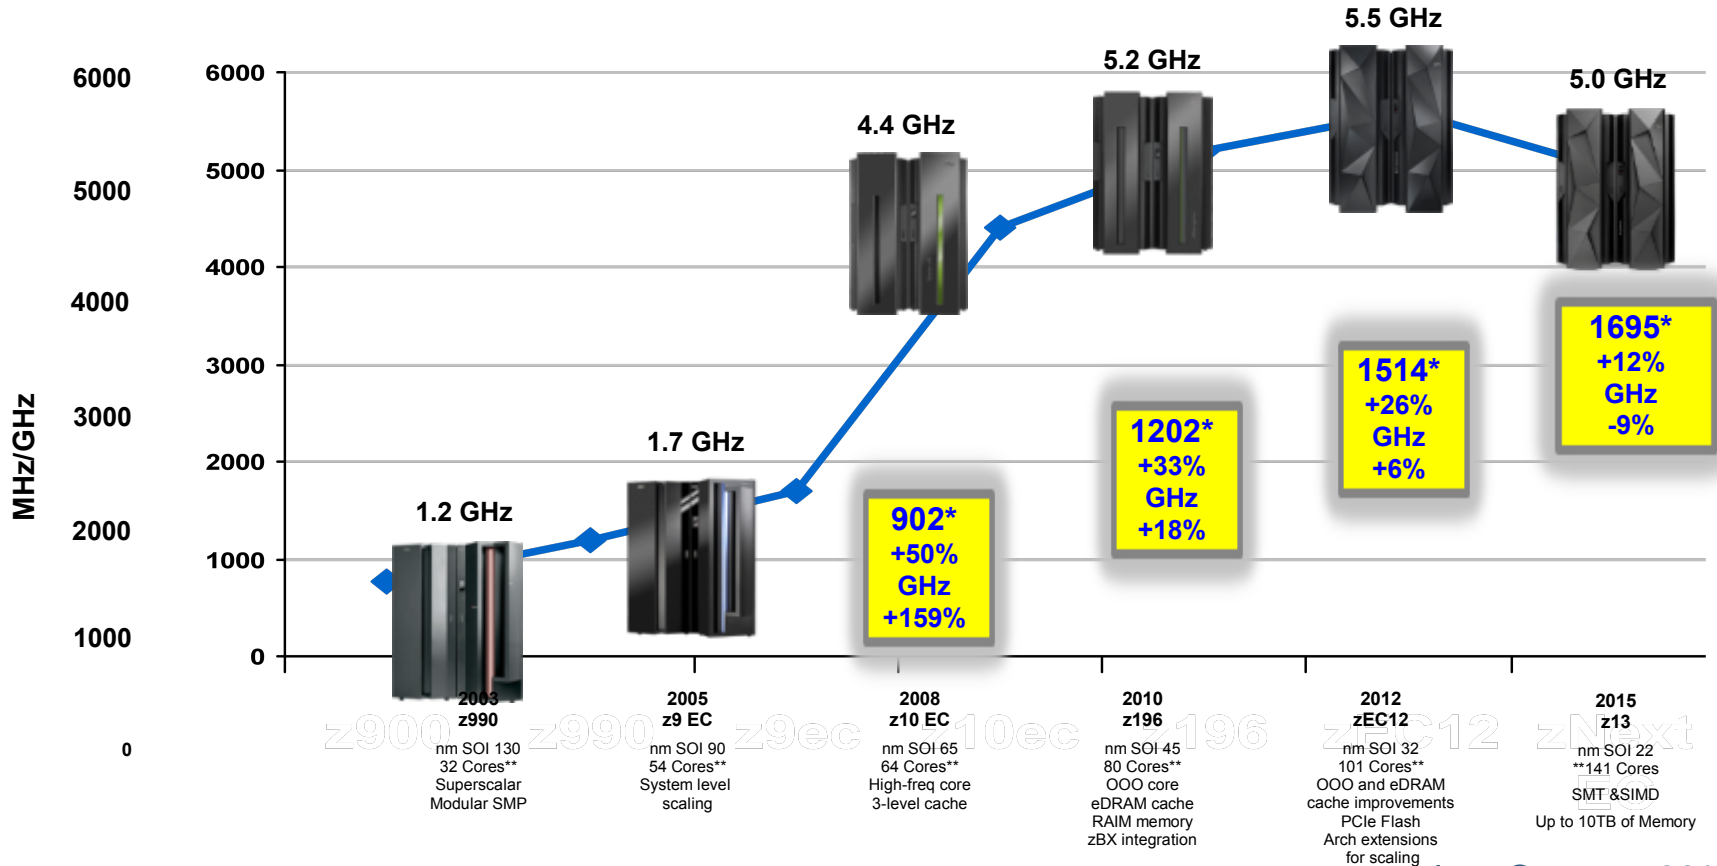 5.5 GHz
5.2 GHz
5.0 GHz
4.4 GHz
1.7 GHz
1.2 GHz
MHz/GHz
6000
5000
4000
3000
2000
1000
0
6000
5000
4000
3000
2000
1000
0
902*
+50%
GHz
+159%
1202*
+33%
GHz
+18%
1514*
+26%
GHz
+6%
1695*
+12%
GHz
-9%
z900
z990
z9ec
z10ec
z196
zEC12
zNext
EC
2003
z990
nm SOI 130
32 Cores**
Superscalar
Modular SMP
2005
z9 EC
nm SOI 90
54 Cores**
System level
scaling
2008
z10 EC
nm SOI 65
64 Cores**
High-freq core
3-level cache
2010
z196
nm SOI 45
80 Cores**
OOO core
eDRAM cache
RAIM memory
zBX integration
2012
zEC12
nm SOI 32
101 Cores**
OOO and eDRAM
cache improvements
PCIe Flash
Arch extensions
for scaling
2015
z13
nm SOI 22
**141 Cores
SMT &SIMD
Up to 10TB of Memory